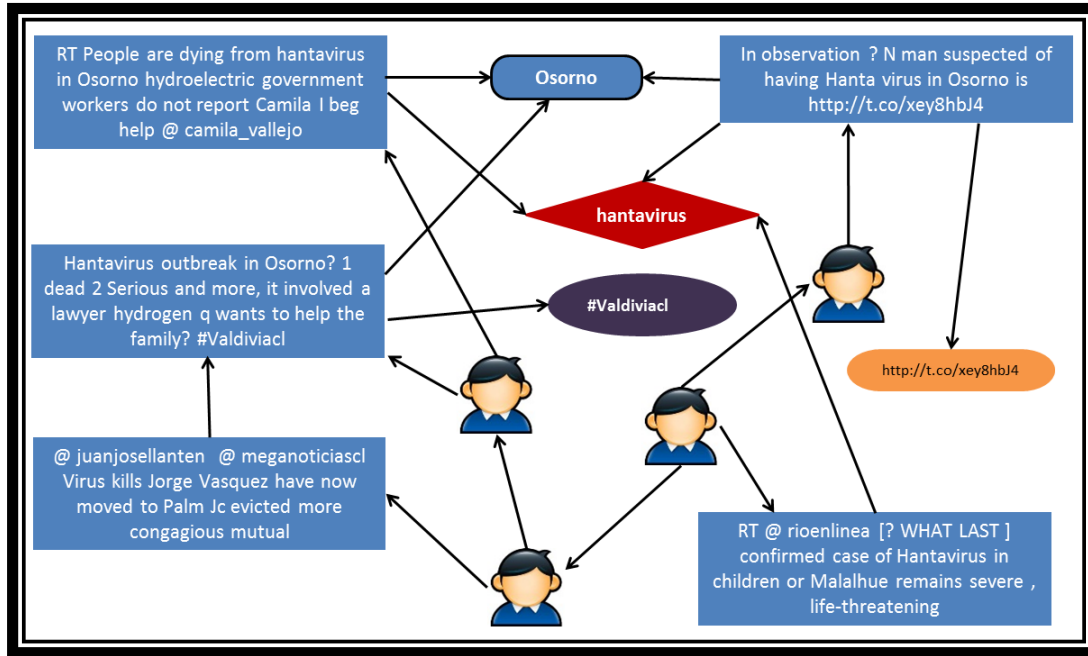 RT People are dying from hantavirus
in Osorno hydroelectric government
workers do not report Camila I beg
help @ camila_vallejo
Osorno
In observation ? N man suspected of
having Hanta virus in Osorno is
http://t.co/xey8hbJ4
hantavirus
Hantavirus outbreak in Osorno? 1
dead 2 Serious and more, it involved a
lawyer hydrogen q wants to help the
family? #Valdiviacl
#Valdiviacl
http://t.co/xey8hbJ4
@ juanjosellanten @ meganoticiascl
Virus kills Jorge Vasquez have now
moved to Palm Jc evicted more
congagious mutual
RT @ rioenlinea [? WHAT LAST ]
confirmed case of Hantavirus in
children or Malalhue remains severe ,
life-threatening